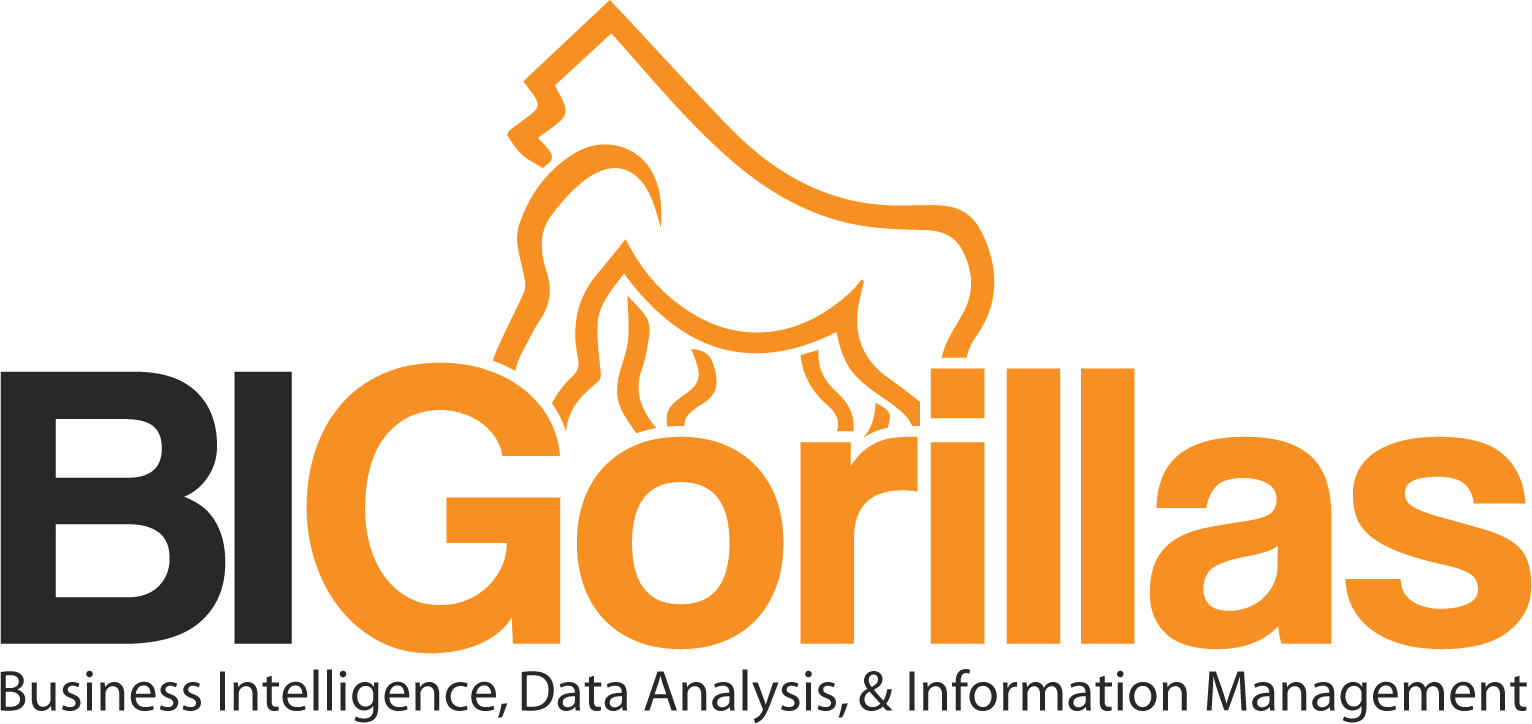 BIGorillas
Business Intelligence, Data Analysis, & Information Management